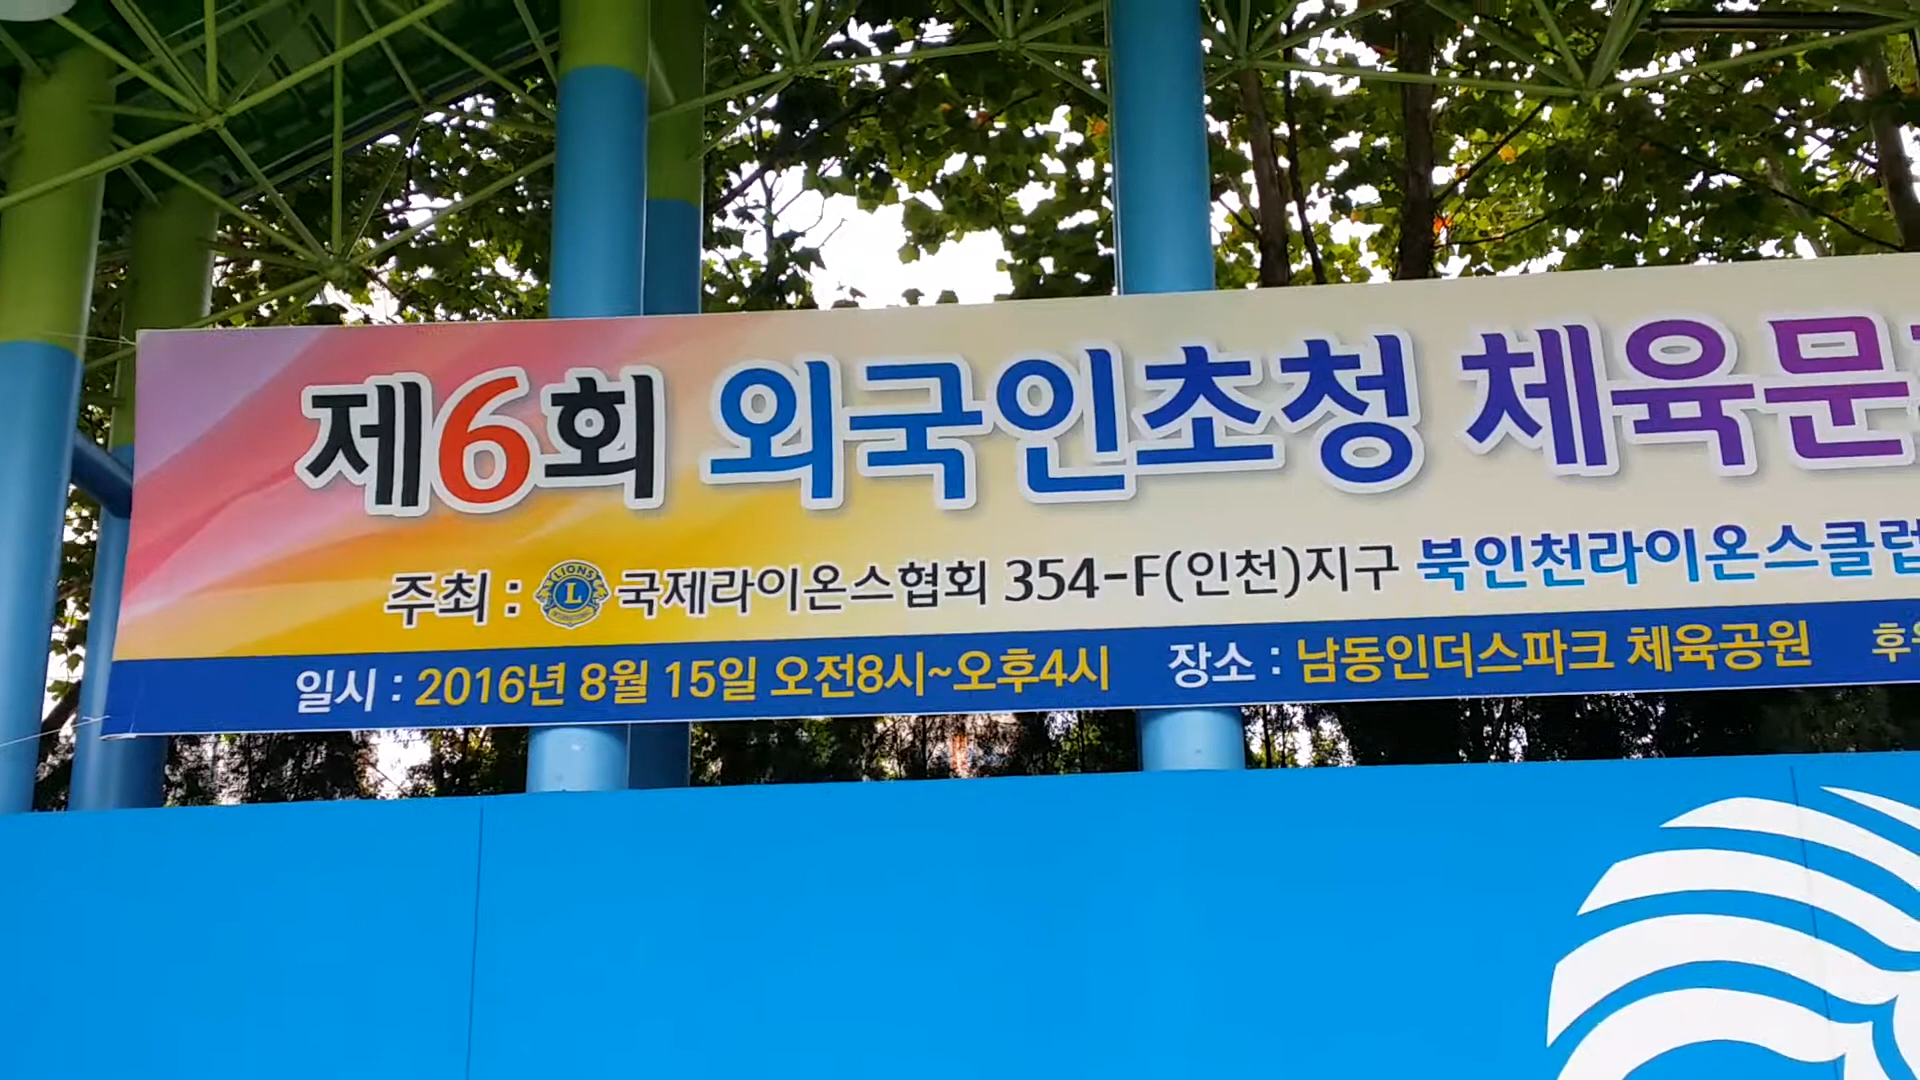 제6회 외국인초청 체육문
주최 : LIONS L 국제라이온스협회 354-F(인천)지구 북인천라이온스클럽
일시 : 2016년 8월 15일 오전8시~오후4시 장소 : 남동인더스파크 체육공원